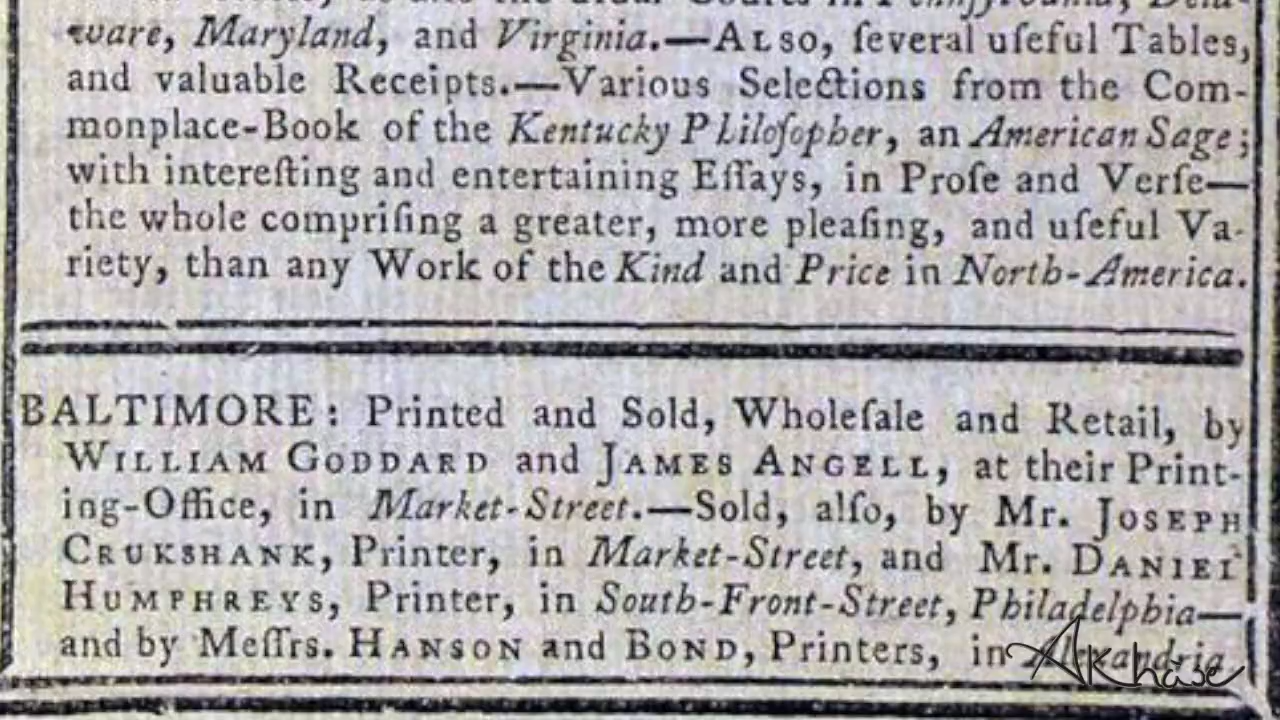 ware, Maryland, and Virginia.—ALSO, ſeveral uſeful Tables,
and valuable Receipts.—Various Selections from the Com-
monplace-Book of the Kentucky Philoſopher, an American Sage;
with intereſting and entertaining Eſſays, in Proſe and Verſe—
the whole compriſing a greater, more pleaſing, and uſeful Va-
riety, than any Work of the Kind and Price in North-America.
BALTIMORE: Printed and Sold, Wholeſale and Retail, by
WILLIAM GODDARD and JAMES ANGELL, at their Print-
ing-Office, in Market-Street.—Sold, alſo, by Mr. JOSEPH
CRUKSHANK, Printer, in Market-Street, and Mr. DANIEL
HUMPHREYS, Printer, in South-Front-Street, Philadelphia—
and by Meſſrs. HANSON and BOND, Printers, in Alexandria